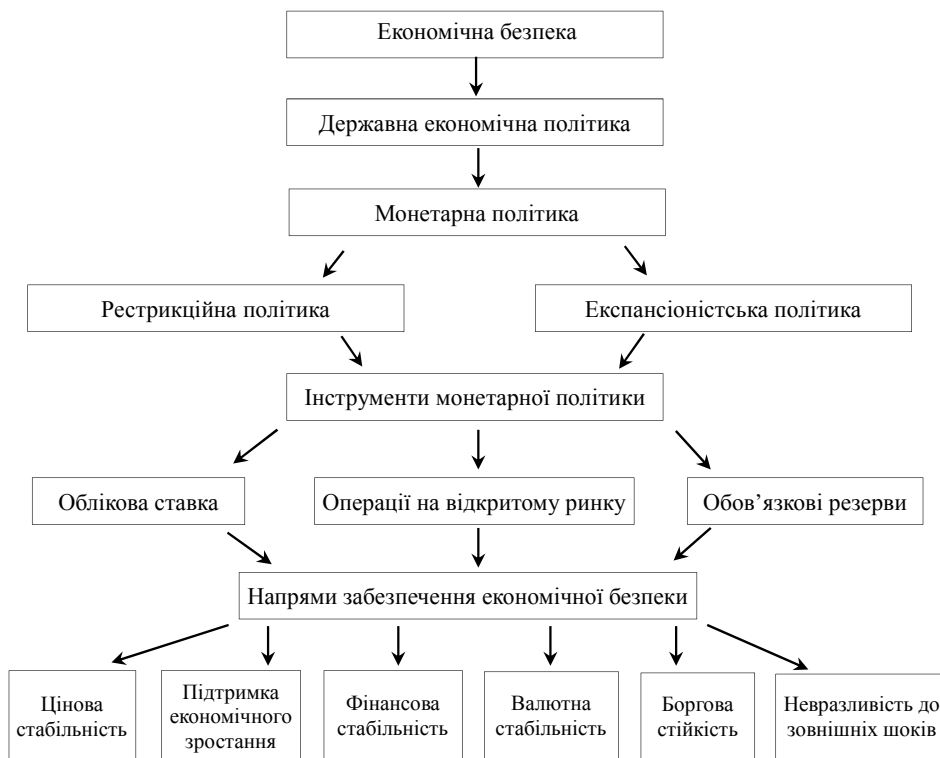 Економічна безпека
Державна економічна політика
Монетарна політика
Рестрикційна політика
Експансіоністська політика
Інструменти монетарної політики
Облікова ставка
Операції на відкритому ринку
Обов’язкові резерви
Напрями забезпечення економічної безпеки
Цінова
стабільність
Підтримка
економічного
зростання
Фінансова
стабільність
Валютна
стабільність
Боргова
стійкість
Невразливість до
зовнішніх шоків